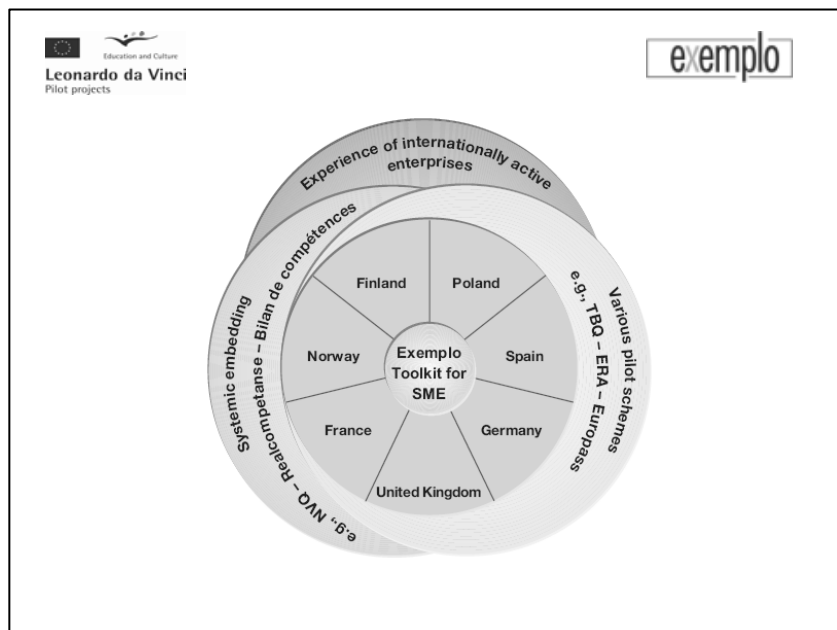 Education and Culture
Leonardo da Vinci
Pilot projects
exemplo
Experience of internationally active
enterprises
Systemic embedding
e.g., NVQ – Realcompetanse – Bilan de compétences
Various pilot schemes
e.g., TBQ – ERA – Europass
Finland
Poland
Norway
Exemplo
Toolkit for
SME
Spain
France
Germany
United Kingdom